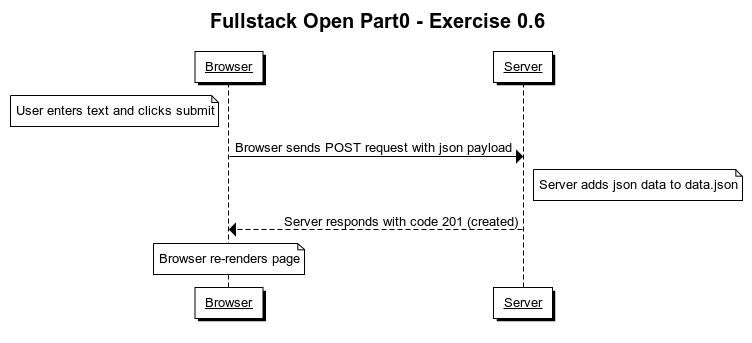 Fullstack Open Part0 - Exercise 0.6
Browser
Server
User enters text and clicks submit
Browser sends POST request with json payload
Server adds json data to data.json
Server responds with code 201 (created)
Browser re-renders page
Browser
Server